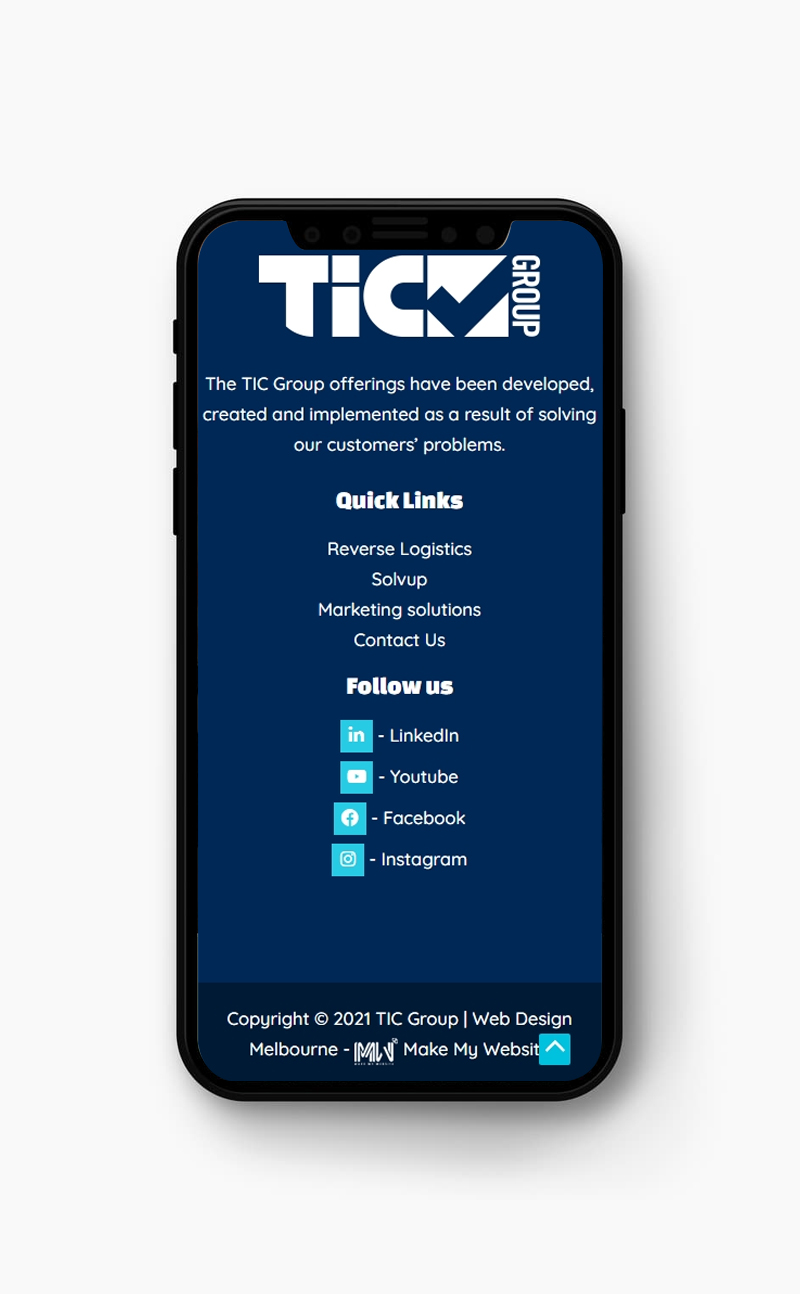 TiC GROUP
The TIC Group offerings have been developed,
created and implemented as a result of solving
our customers’ problems.
Quick Links
Reverse Logistics
Solvup
Marketing solutions
Contact Us
Follow us
in - LinkedIn
- Youtube
- Facebook
- Instagram
Copyright © 2021 TIC Group | Web Design
Melbourne - MMW Make My Websit